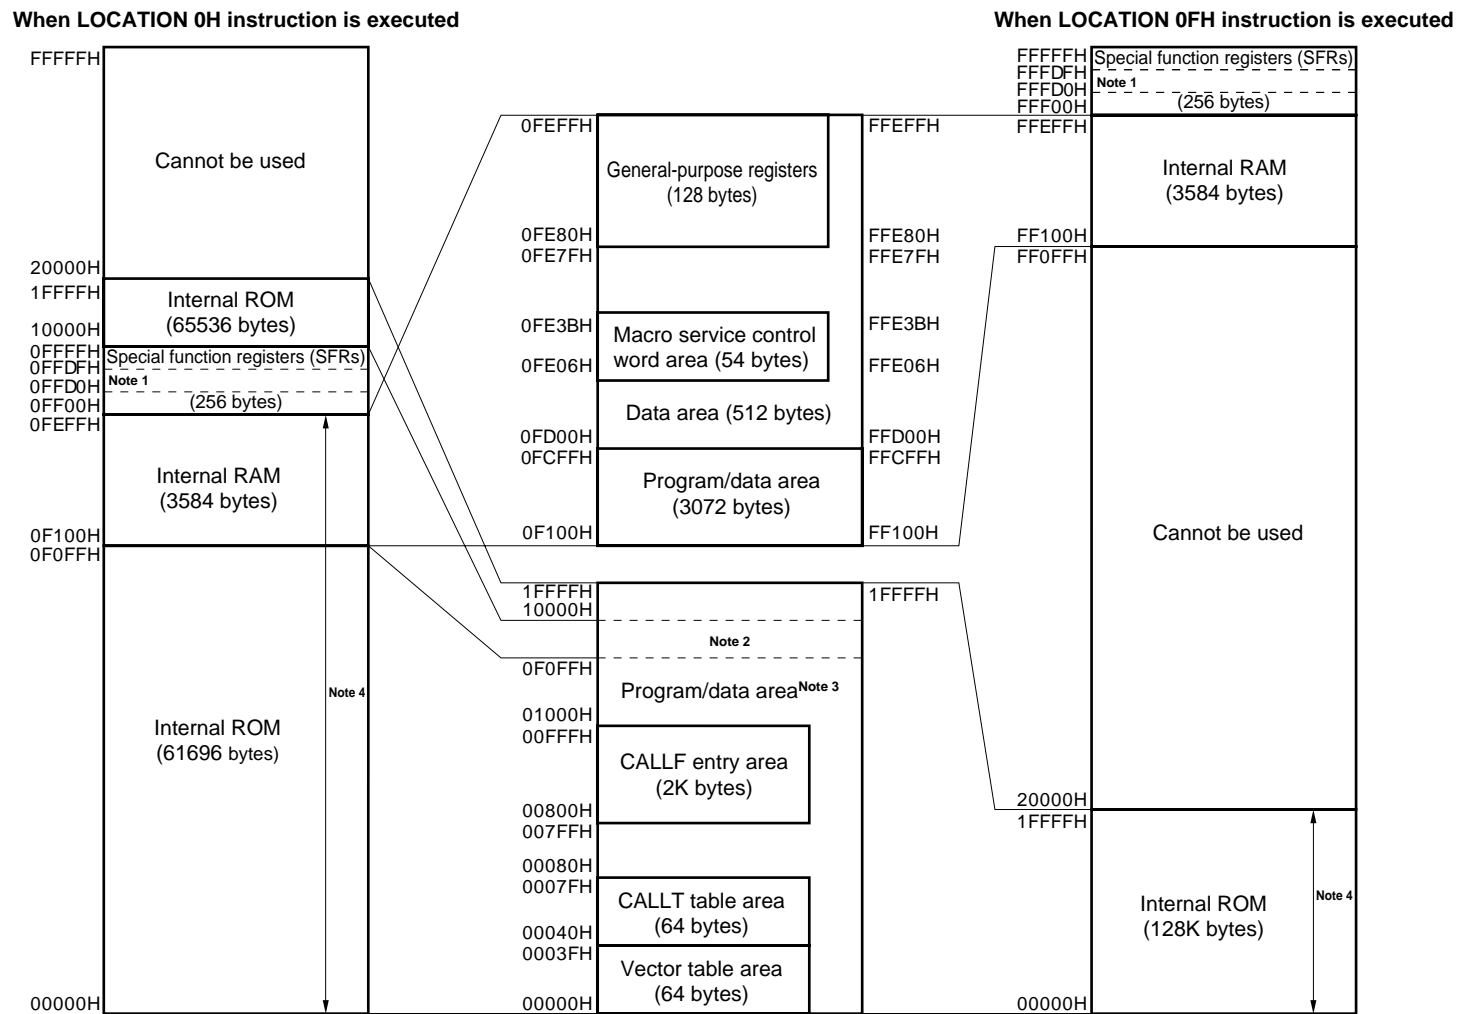 When LOCATION 0H instruction is executed
When LOCATION 0FH instruction is executed
FFFFFH
Cannot be used
20000H
1FFFFH
Internal ROM
(65536 bytes)
10000H
0FFFFH
Special function registers (SFRs)
0FFDFH
Note 1
0FFD0H
(256 bytes)
0FF00H
0FEFFH
Internal RAM
(3584 bytes)
0F100H
0F0FFH
Note 4
Internal ROM
(61696 bytes)
00000H
0FEFFH
FFEFFH
General-purpose registers
(128 bytes)
0FE80H
FFE80H
0FE7FH
FFE7FH
0FE3BH
FFE3BH
Macro service control
word area (54 bytes)
0FE06H
FFE06H
Data area (512 bytes)
0FD00H
FFD00H
0FCFFH
FFCFFH
Program/data area
(3072 bytes)
0F100H
FF100H
1FFFFH
1FFFFH
10000H
Note 2
0F0FFH
Program/data area Note 3
01000H
00FFFH
CALLF entry area
(2K bytes)
00800H
007FFH
00080H
0007FH
CALLT table area
(64 bytes)
00040H
0003FH
Vector table area
(64 bytes)
00000H
FFFFFH
Special function registers (SFRs)
FFFDFH
Note 1
FFFD0H
(256 bytes)
FFF00H
FFEFFH
Internal RAM
(3584 bytes)
FF100H
FF0FFH
Cannot be used
20000H
1FFFFH
Note 4
Internal ROM
(128K bytes)
00000H